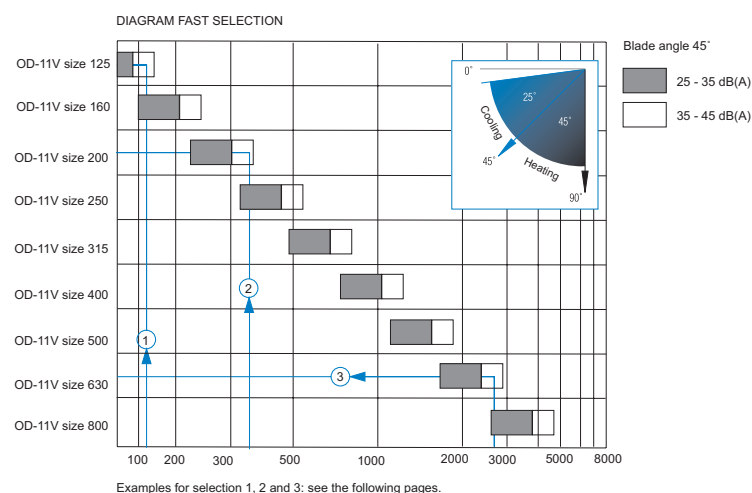 DIAGRAM FAST SELECTION
Blade angle 45˚
OD-11V size 125
OD-11V size 160
OD-11V size 200
OD-11V size 250
OD-11V size 315
OD-11V size 400
OD-11V size 500
OD-11V size 630
OD-11V size 800
25 - 35 dB(A)
35 - 45 dB(A)
0˚
25˚
45˚
Cooling
45˚
Heating
90˚
1
2
3
100 200 300 500 1000 2000 3000 5000 8000
Examples for selection 1, 2 and 3: see the following pages.